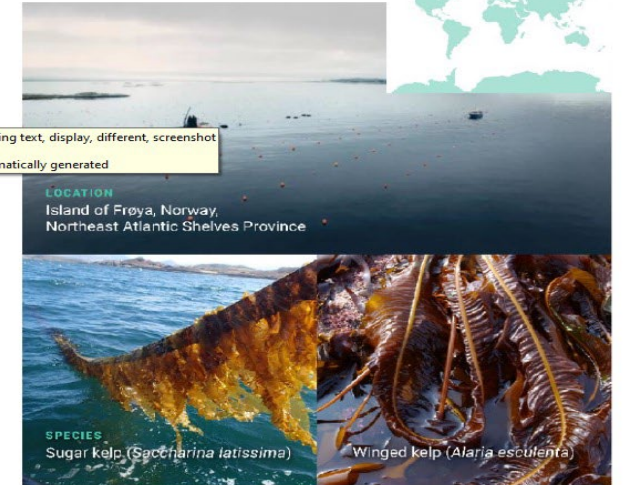 ing text, display, different, screenshot
matically generated
LOCATION
Island of Frøya, Norway,
Northeast Atlantic Shelves Province
SPECIES
Sugar kelp (Saccharina latissima)
Winged kelp (Alaria esculenta)